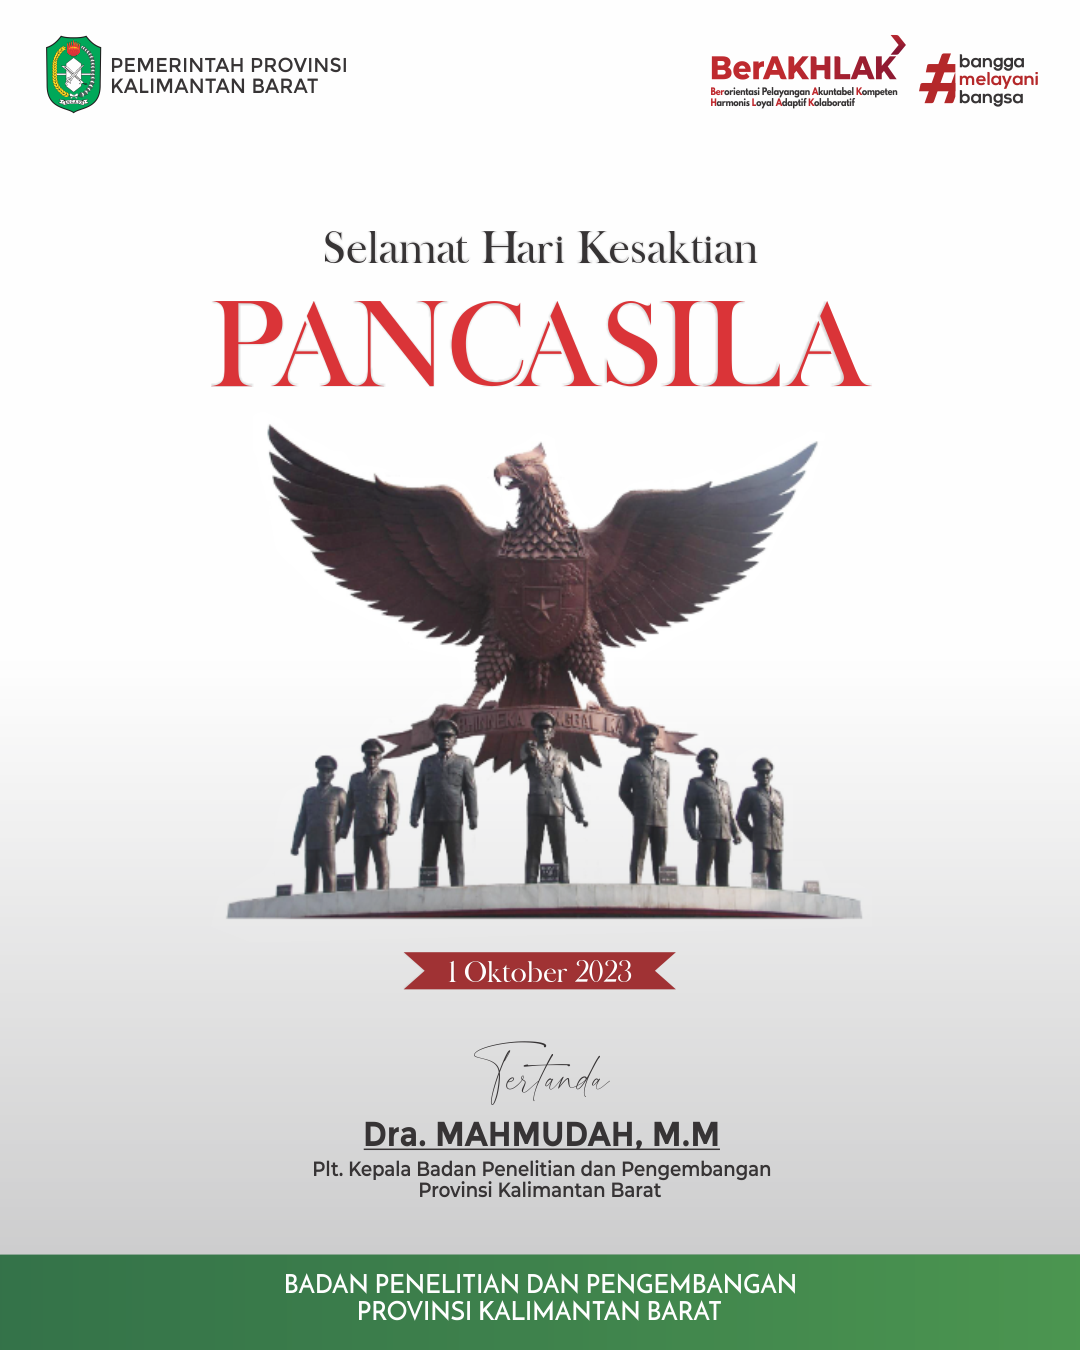 PEMERINTAH PROVINSI
KALIMANTAN BARAT
BerAKHLAK
Berorientasi Pelayangan Akuntabel Kompeten
Harmonis Loyal Adaptif Kolaboratif
#bangga
melayani
bangsa
Selamat Hari Kesaktian
PANCASILA
1 Oktober 2023
Tertanda
Dra. MAHMUDAH, M.M
Plt. Kepala Badan Penelitian dan Pengembangan
Provinsi Kalimantan Barat
BADAN PENELITIAN DAN PENGEMBANGAN
PROVINSI KALIMANTAN BARAT